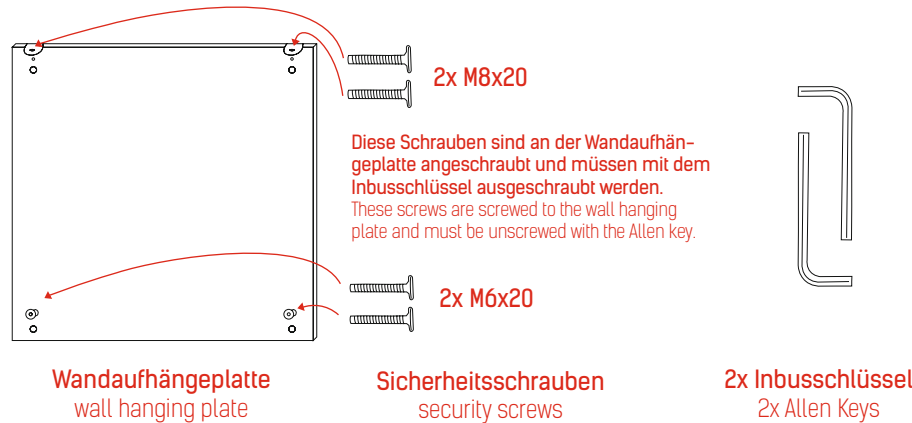 2x M8x20
Diese Schrauben sind an der Wandaufhän-
geplatte angeschraubt und müssen mit dem
Inbusschlüssel ausgeschraubt werden.
These screws are screwed to the wall hanging
plate and must be unscrewed with the Allen key.
2x M6x20
Wandaufhängeplatte
wall hanging plate
Sicherheitsschrauben
security screws
2x Inbusschlüssel
2x Allen Keys